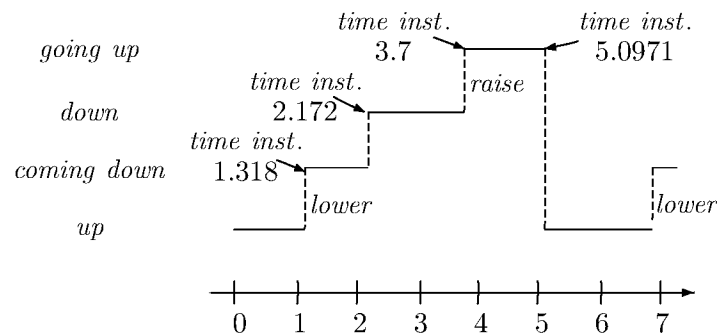 time inst.
time inst.
going up
3.7
5.0971
time inst.
raise
down
2.172
time inst.
coming down
1.318
lower
lower
up
0 1 2 3 4 5 6 7